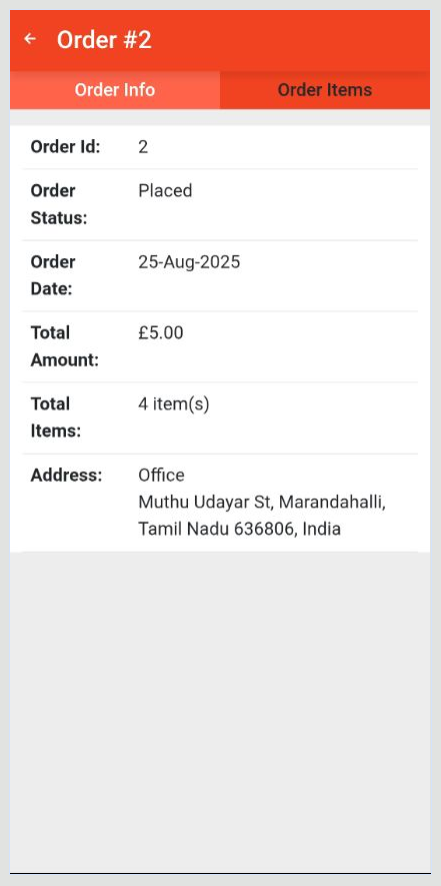 ← Order #2
Order Info Order Items
Order Id: 2
Order Status: Placed
Order Date: 25-Aug-2025
Total Amount: £5.00
Total Items: 4 item(s)
Address: Office
Muthu Udayar St, Marandahalli,
Tamil Nadu 636806, India